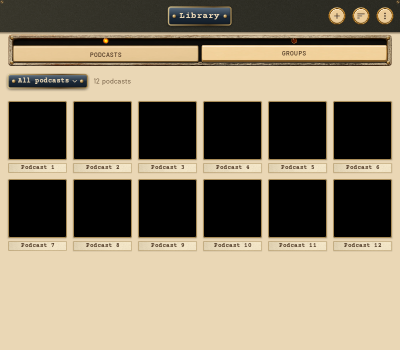 Library
PODCASTS
GROUPS
All podcasts
12 podcasts
Podcast 1
Podcast 2
Podcast 3
Podcast 4
Podcast 5
Podcast 6
Podcast 7
Podcast 8
Podcast 9
Podcast 10
Podcast 11
Podcast 12